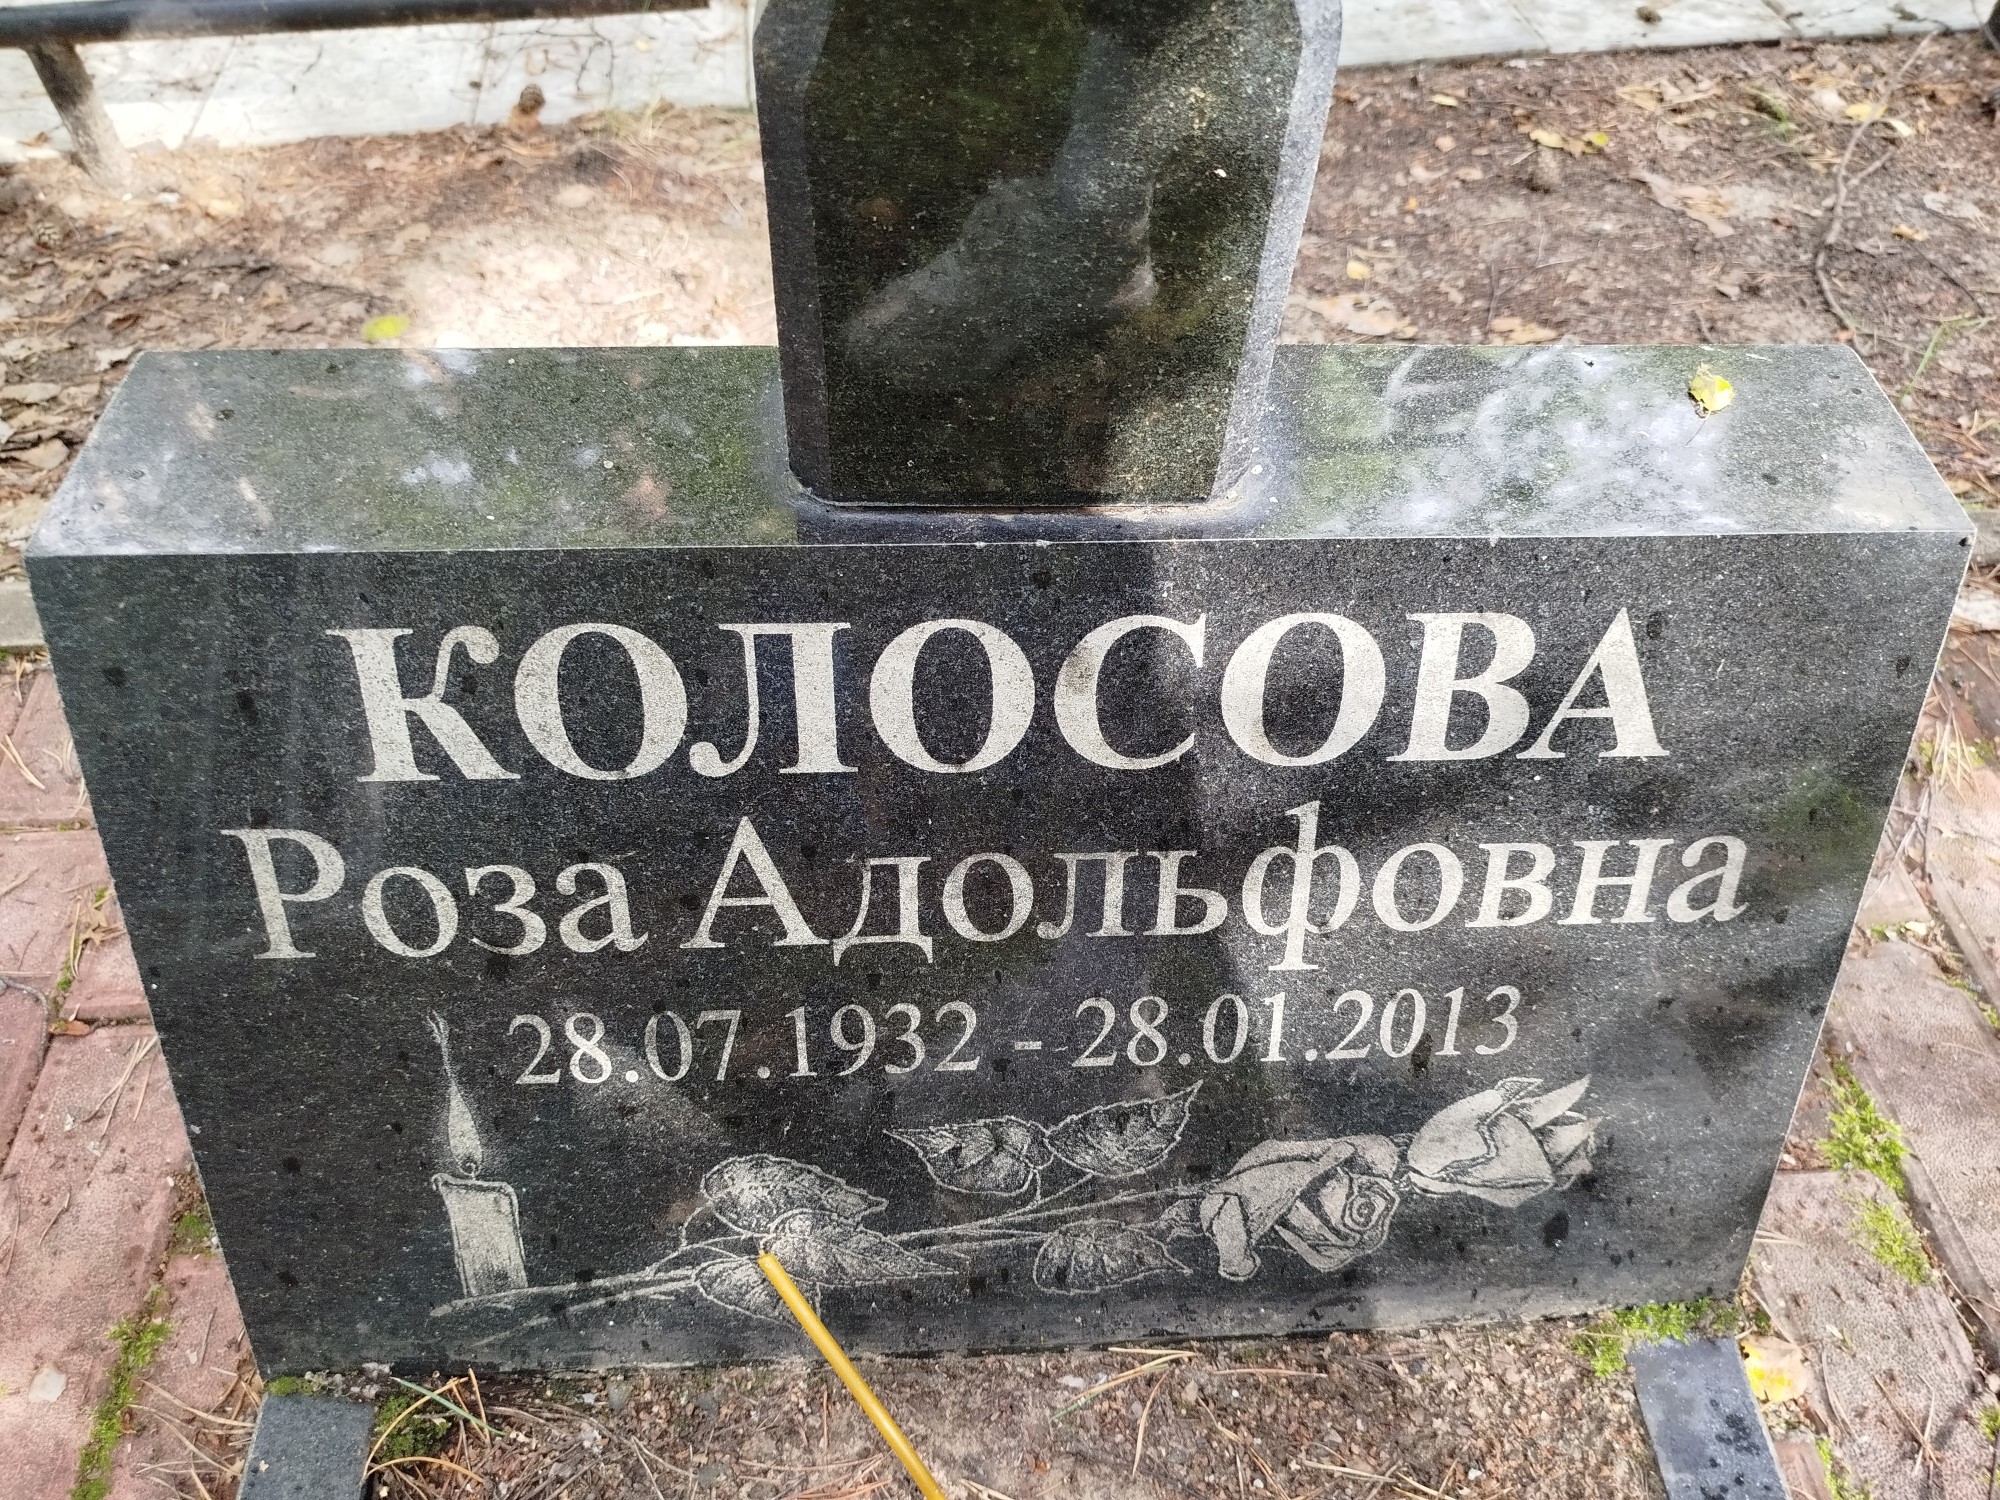 КОЛОСОВА
Роза Адольфовна
28.07.1932 - 28.01.2013